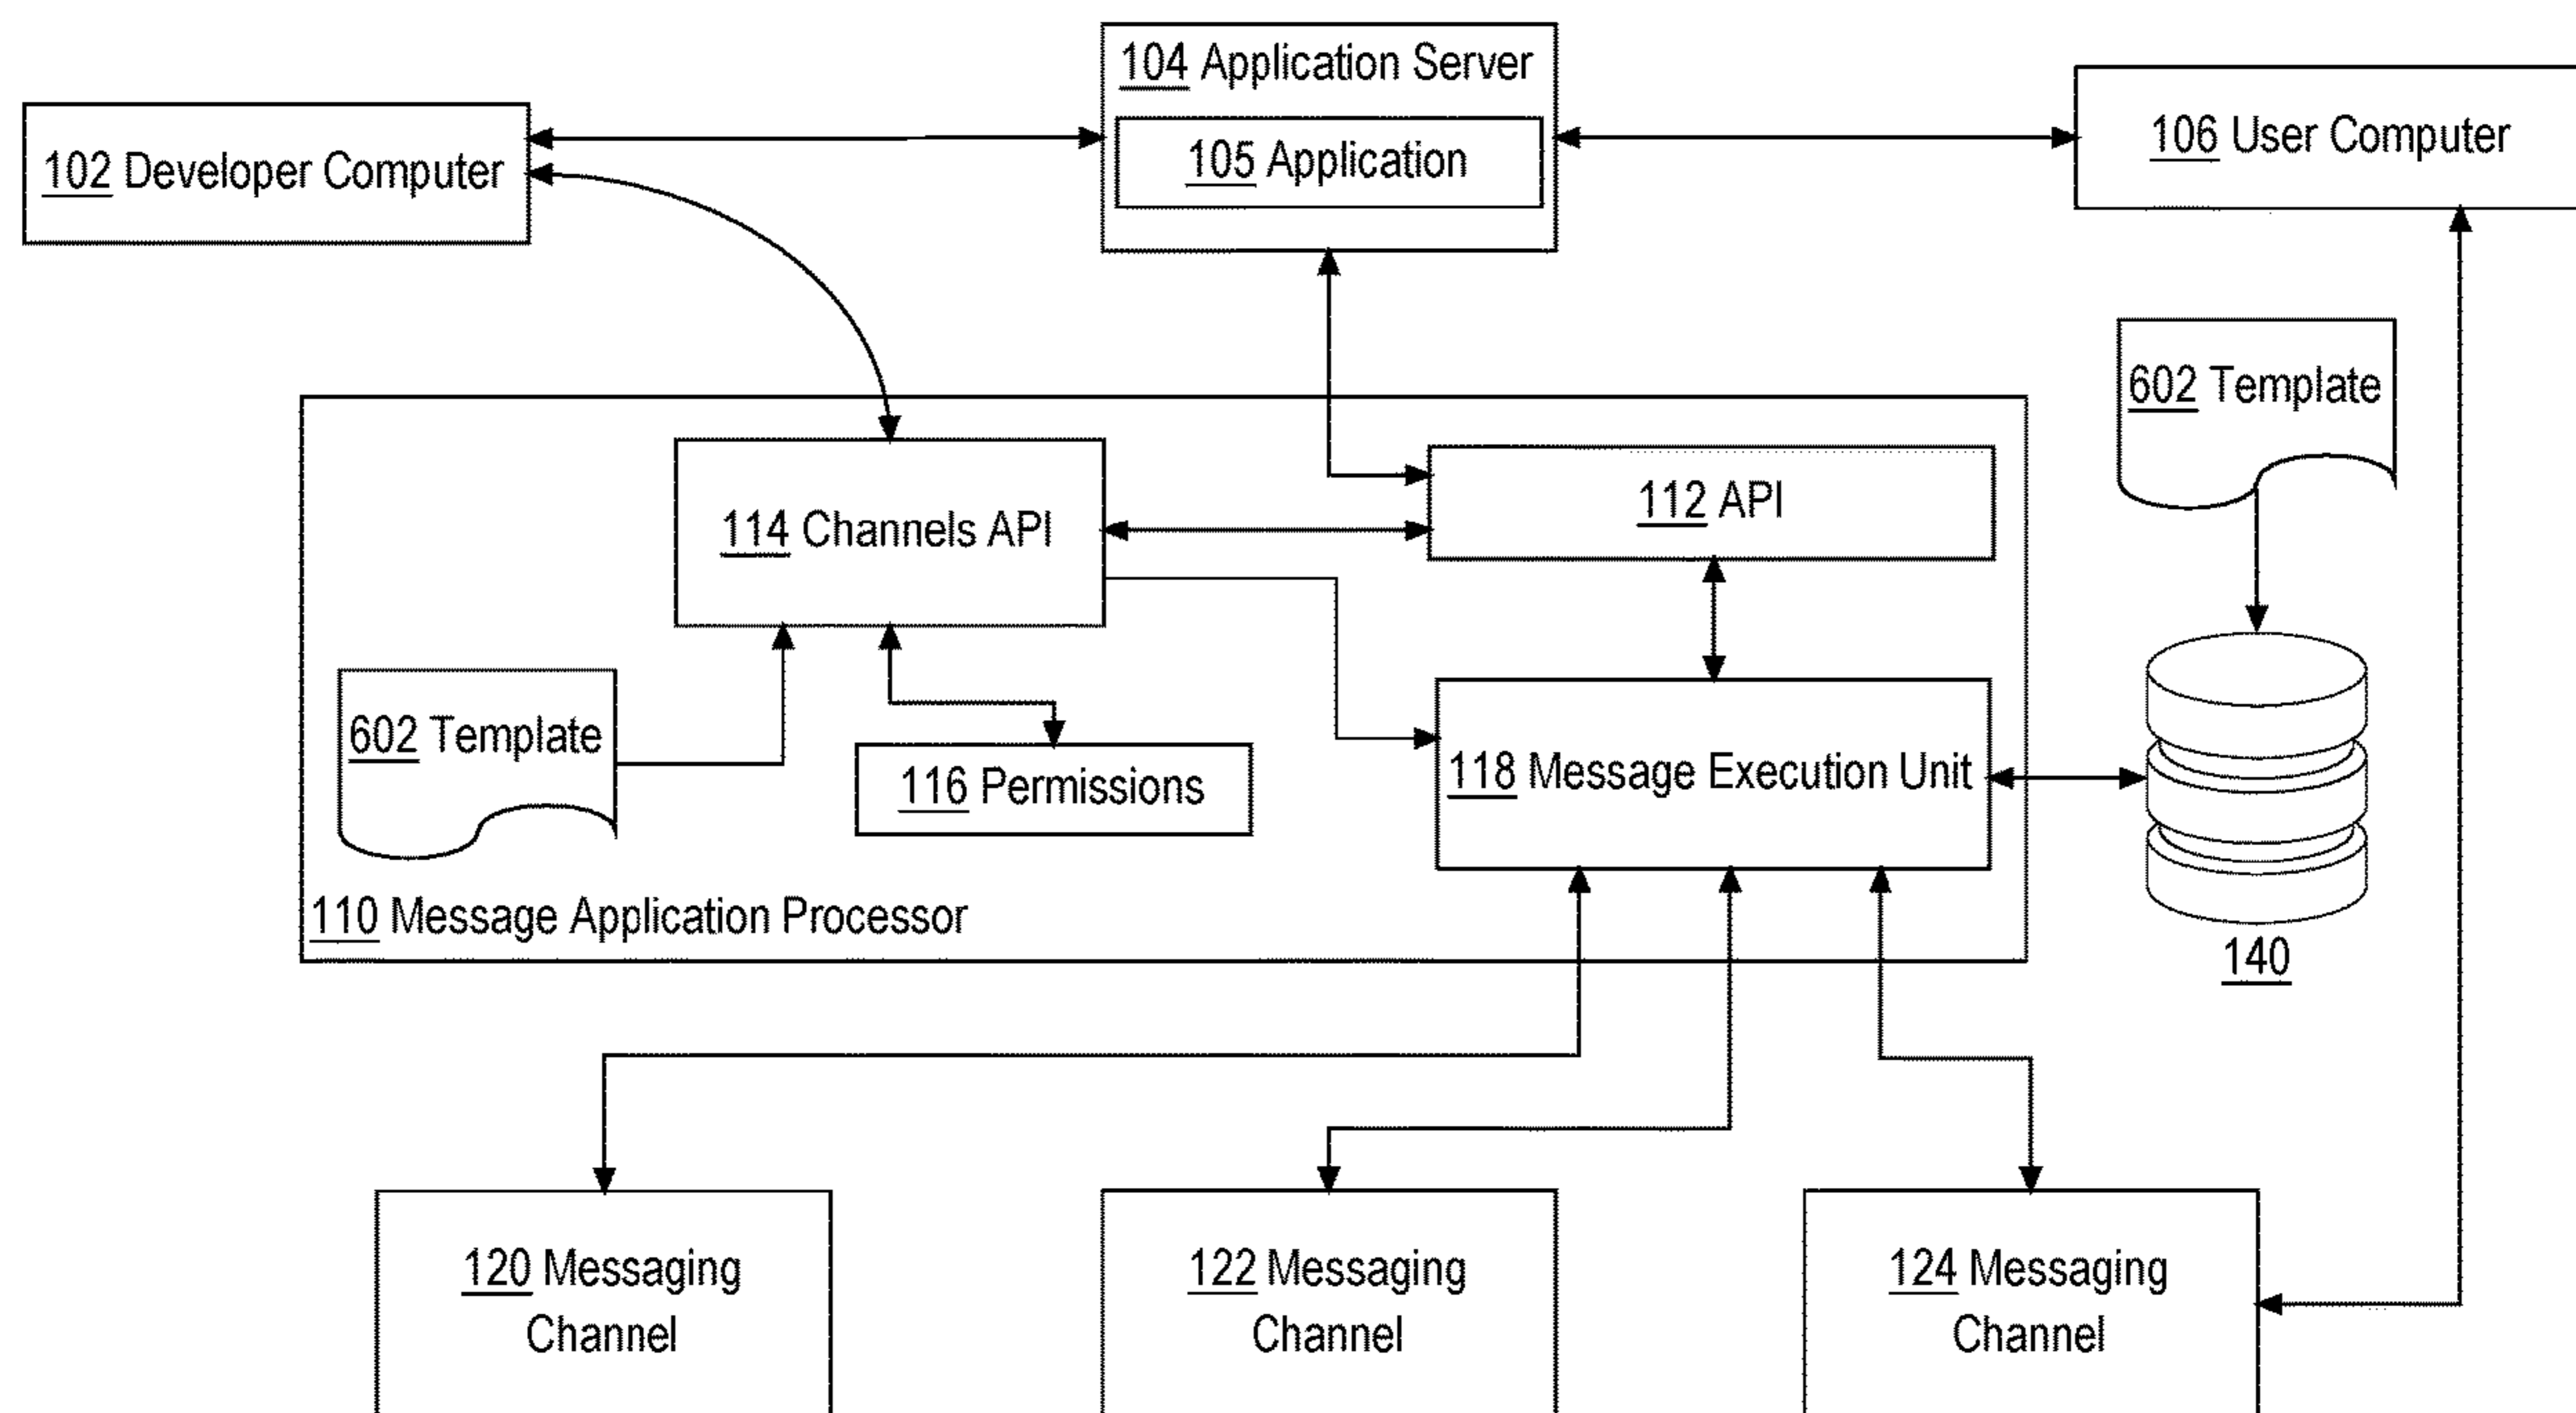 104 Application Server
102 Developer Computer
105 Application
106 User Computer
602 Template
114 Channels API
112 API
602 Template
116 Permissions
118 Message Execution Unit
110 Message Application Processor
140
120 Messaging
Channel
122 Messaging
Channel
124 Messaging
Channel